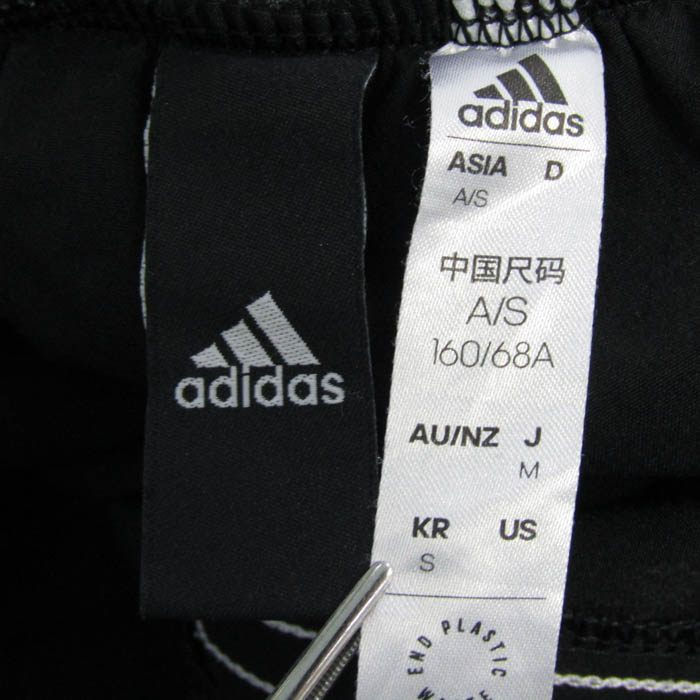 adidas
adidas
ASIA D
A/S
中国尺码
A/S
160/68A
AU/NZ J
M
KR US
S
END PLASTIC